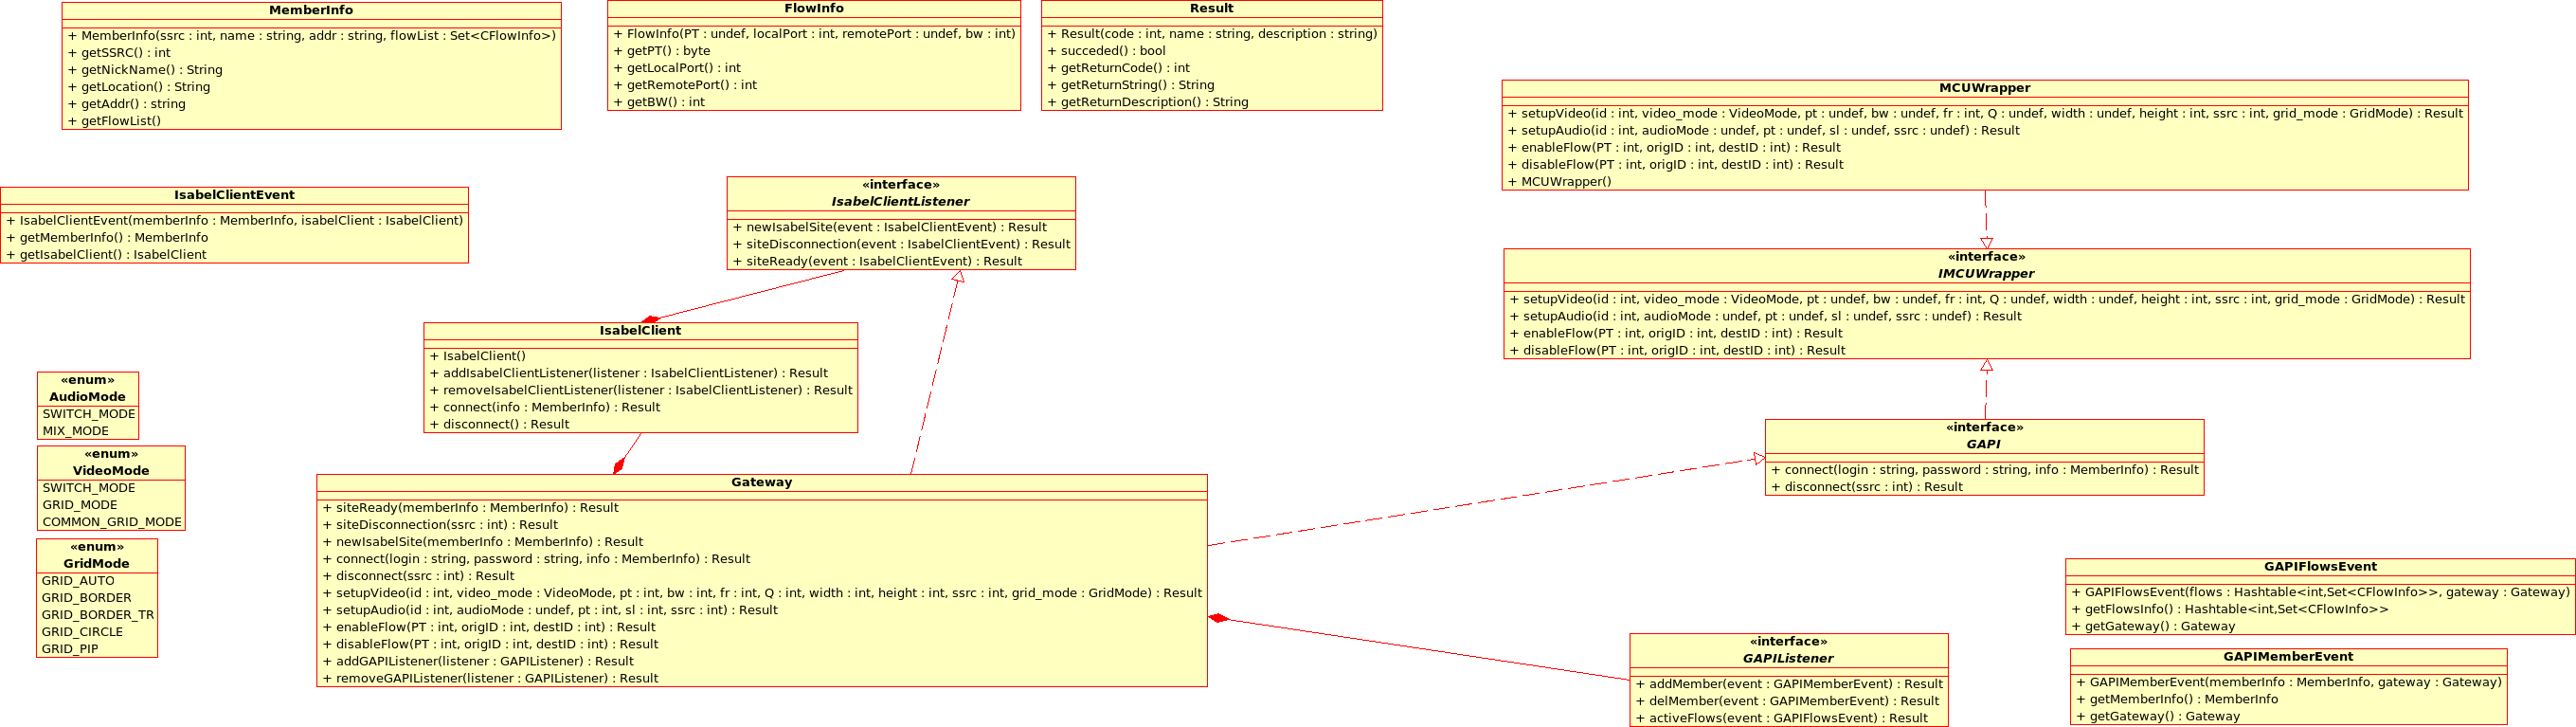 MemberInfo
+ MemberInfo(ssrc : int, name : string, addr : string, flowList : Set<CFlowInfo>)
+ getSSRC() : int
+ getNickName() : String
+ getLocation() : String
+ getAddr() : string
+ getFlowList()
FlowInfo
+ FlowInfo(PT : undef, localPort : int, remotePort : undef, bw : int)
+ getPT() : byte
+ getLocalPort() : int
+ getRemotePort() : int
+ getBW() : int
Result
+ Result(code : int, name : string, description : string)
+ succeded() : bool
+ getReturnCode() : int
+ getReturnString() : String
+ getReturnDescription() : String
MCUWrapper
+ setupVideo(id : int, video_mode : VideoMode, pt : undef, bw : undef, fr : int, Q : undef, width : undef, height : int, ssrc : int, grid_mode : GridMode) : Result
+ setupAudio(id : int, audioMode : undef, pt : undef, sl : undef, ssrc : undef) : Result
+ enableFlow(PT : int, origID : int, destID : int) : Result
+ disableFlow(PT : int, origID : int, destID : int) : Result
+ MCUWrapper()
IsabelClientEvent
+ IsabelClientEvent(memberInfo : MemberInfo, isabelClient : IsabelClient)
+ getMemberInfo() : MemberInfo
+ getIsabelClient() : IsabelClient
«interface»
IsabelClientListener
+ newIsabelSite(event : IsabelClientEvent) : Result
+ siteDisconnection(event : IsabelClientEvent) : Result
+ siteReady(event : IsabelClientEvent) : Result
«interface»
IMCUWrapper
+ setupVideo(id : int, video_mode : VideoMode, pt : undef, bw : undef, fr : int, Q : undef, width : undef, height : int, ssrc : int, grid_mode : GridMode) : Result
+ setupAudio(id : int, audioMode : undef, pt : undef, sl : undef, ssrc : undef) : Result
+ enableFlow(PT : int, origID : int, destID : int) : Result
+ disableFlow(PT : int, origID : int, destID : int) : Result
IsabelClient
+ IsabelClient()
+ addIsabelClientListener(listener : IsabelClientListener) : Result
+ removeIsabelClientListener(listener : IsabelClientListener) : Result
+ connect(info : MemberInfo) : Result
+ disconnect() : Result
«enum»
AudioMode
SWITCH_MODE
MIX_MODE
«enum»
VideoMode
SWITCH_MODE
GRID_MODE
COMMON_GRID_MODE
«enum»
GridMode
GRID_AUTO
GRID_BORDER
GRID_BORDER_TR
GRID_CIRCLE
GRID_PIP
«interface»
GAPI
+ connect(login : string, password : string, info : MemberInfo) : Result
+ disconnect(ssrc : int) : Result
Gateway
+ siteReady(memberInfo : MemberInfo) : Result
+ siteDisconnection(ssrc : int) : Result
+ newIsabelSite(memberInfo : MemberInfo) : Result
+ connect(login : string, password : string, info : MemberInfo) : Result
+ disconnect(ssrc : int) : Result
+ setupVideo(id : int, video_mode : VideoMode, pt : int, bw : int, fr : int, Q : int, width : int, height : int, ssrc : int, grid_mode : GridMode) : Result
+ setupAudio(id : int, audioMode : undef, pt : int, sl : int, ssrc : int) : Result
+ enableFlow(PT : int, origID : int, destID : int) : Result
+ disableFlow(PT : int, origID : int, destID : int) : Result
+ addGAPIListener(listener : GAPIListener) : Result
+ removeGAPIListener(listener : GAPIListener) : Result
«interface»
GAPIListener
+ addMember(event : GAPIMemberEvent) : Result
+ delMember(event : GAPIMemberEvent) : Result
+ activeFlows(event : GAPIFlowsEvent) : Result
GAPIFlowsEvent
+ GAPIFlowsEvent(flows : Hashtable<int,Set<CFlowInfo>>, gateway : Gateway)
+ getFlowsInfo() : Hashtable<int,Set<CFlowInfo>>
+ getGateway() : Gateway
GAPIMemberEvent
+ GAPIMemberEvent(memberInfo : MemberInfo, gateway : Gateway)
+ getMemberInfo() : MemberInfo
+ getGateway() : Gateway